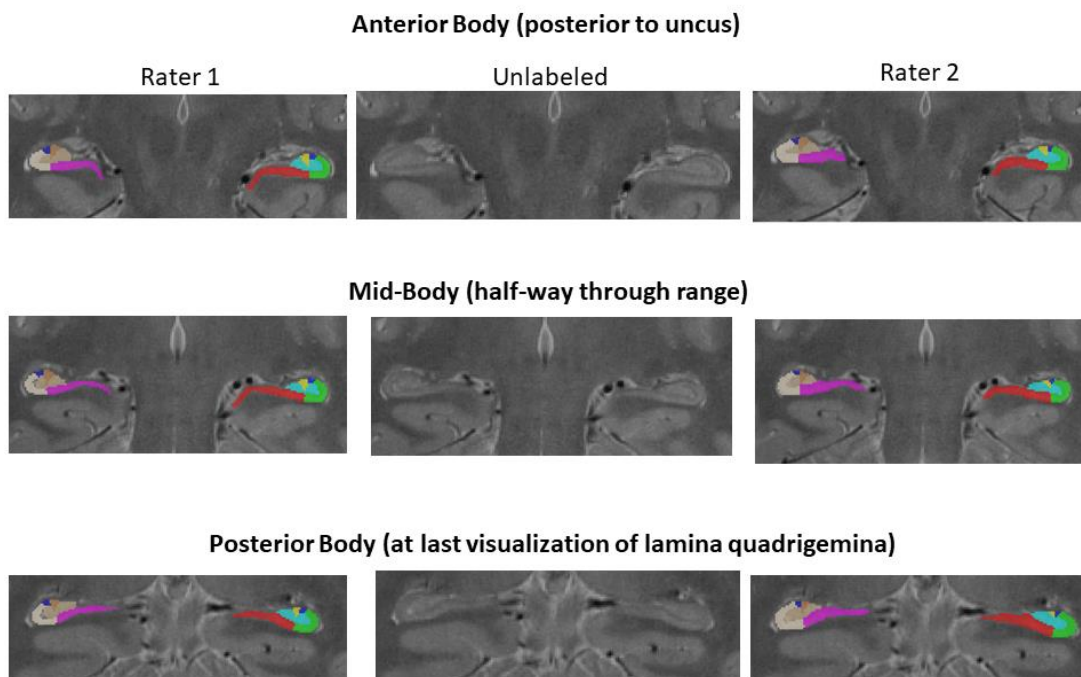 Anterior Body (posterior to uncus)
Rater 1
Unlabeled
Rater 2
Mid-Body (half-way through range)
Posterior Body (at last visualization of lamina quadrigemina)